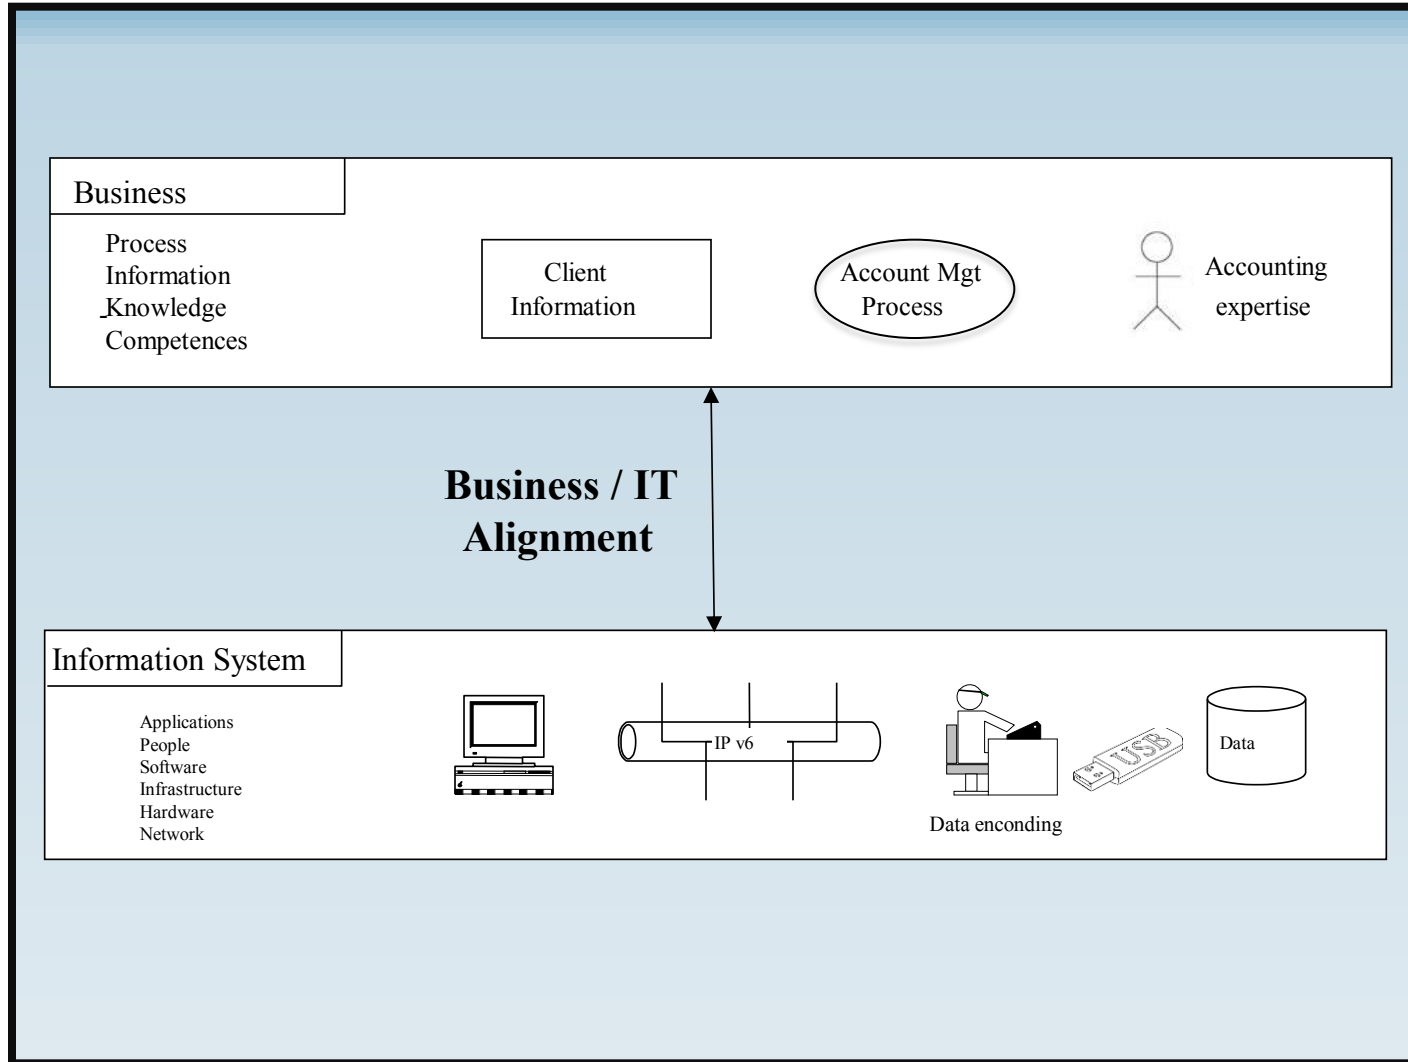 Business
Process
Information
Knowledge
Competences
Client
Information
Account Mgt
Process
Accounting
expertise
Business / IT
Alignment
Information System
Applications
People
Software
Infrastructure
Hardware
Network
IP v6
Data enconding
USB
Data